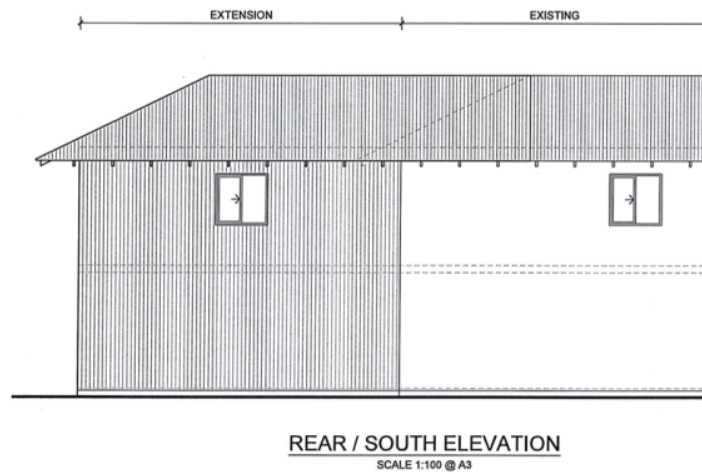 EXTENSION
EXISTING
REAR / SOUTH ELEVATION
SCALE 1:100 @ A3